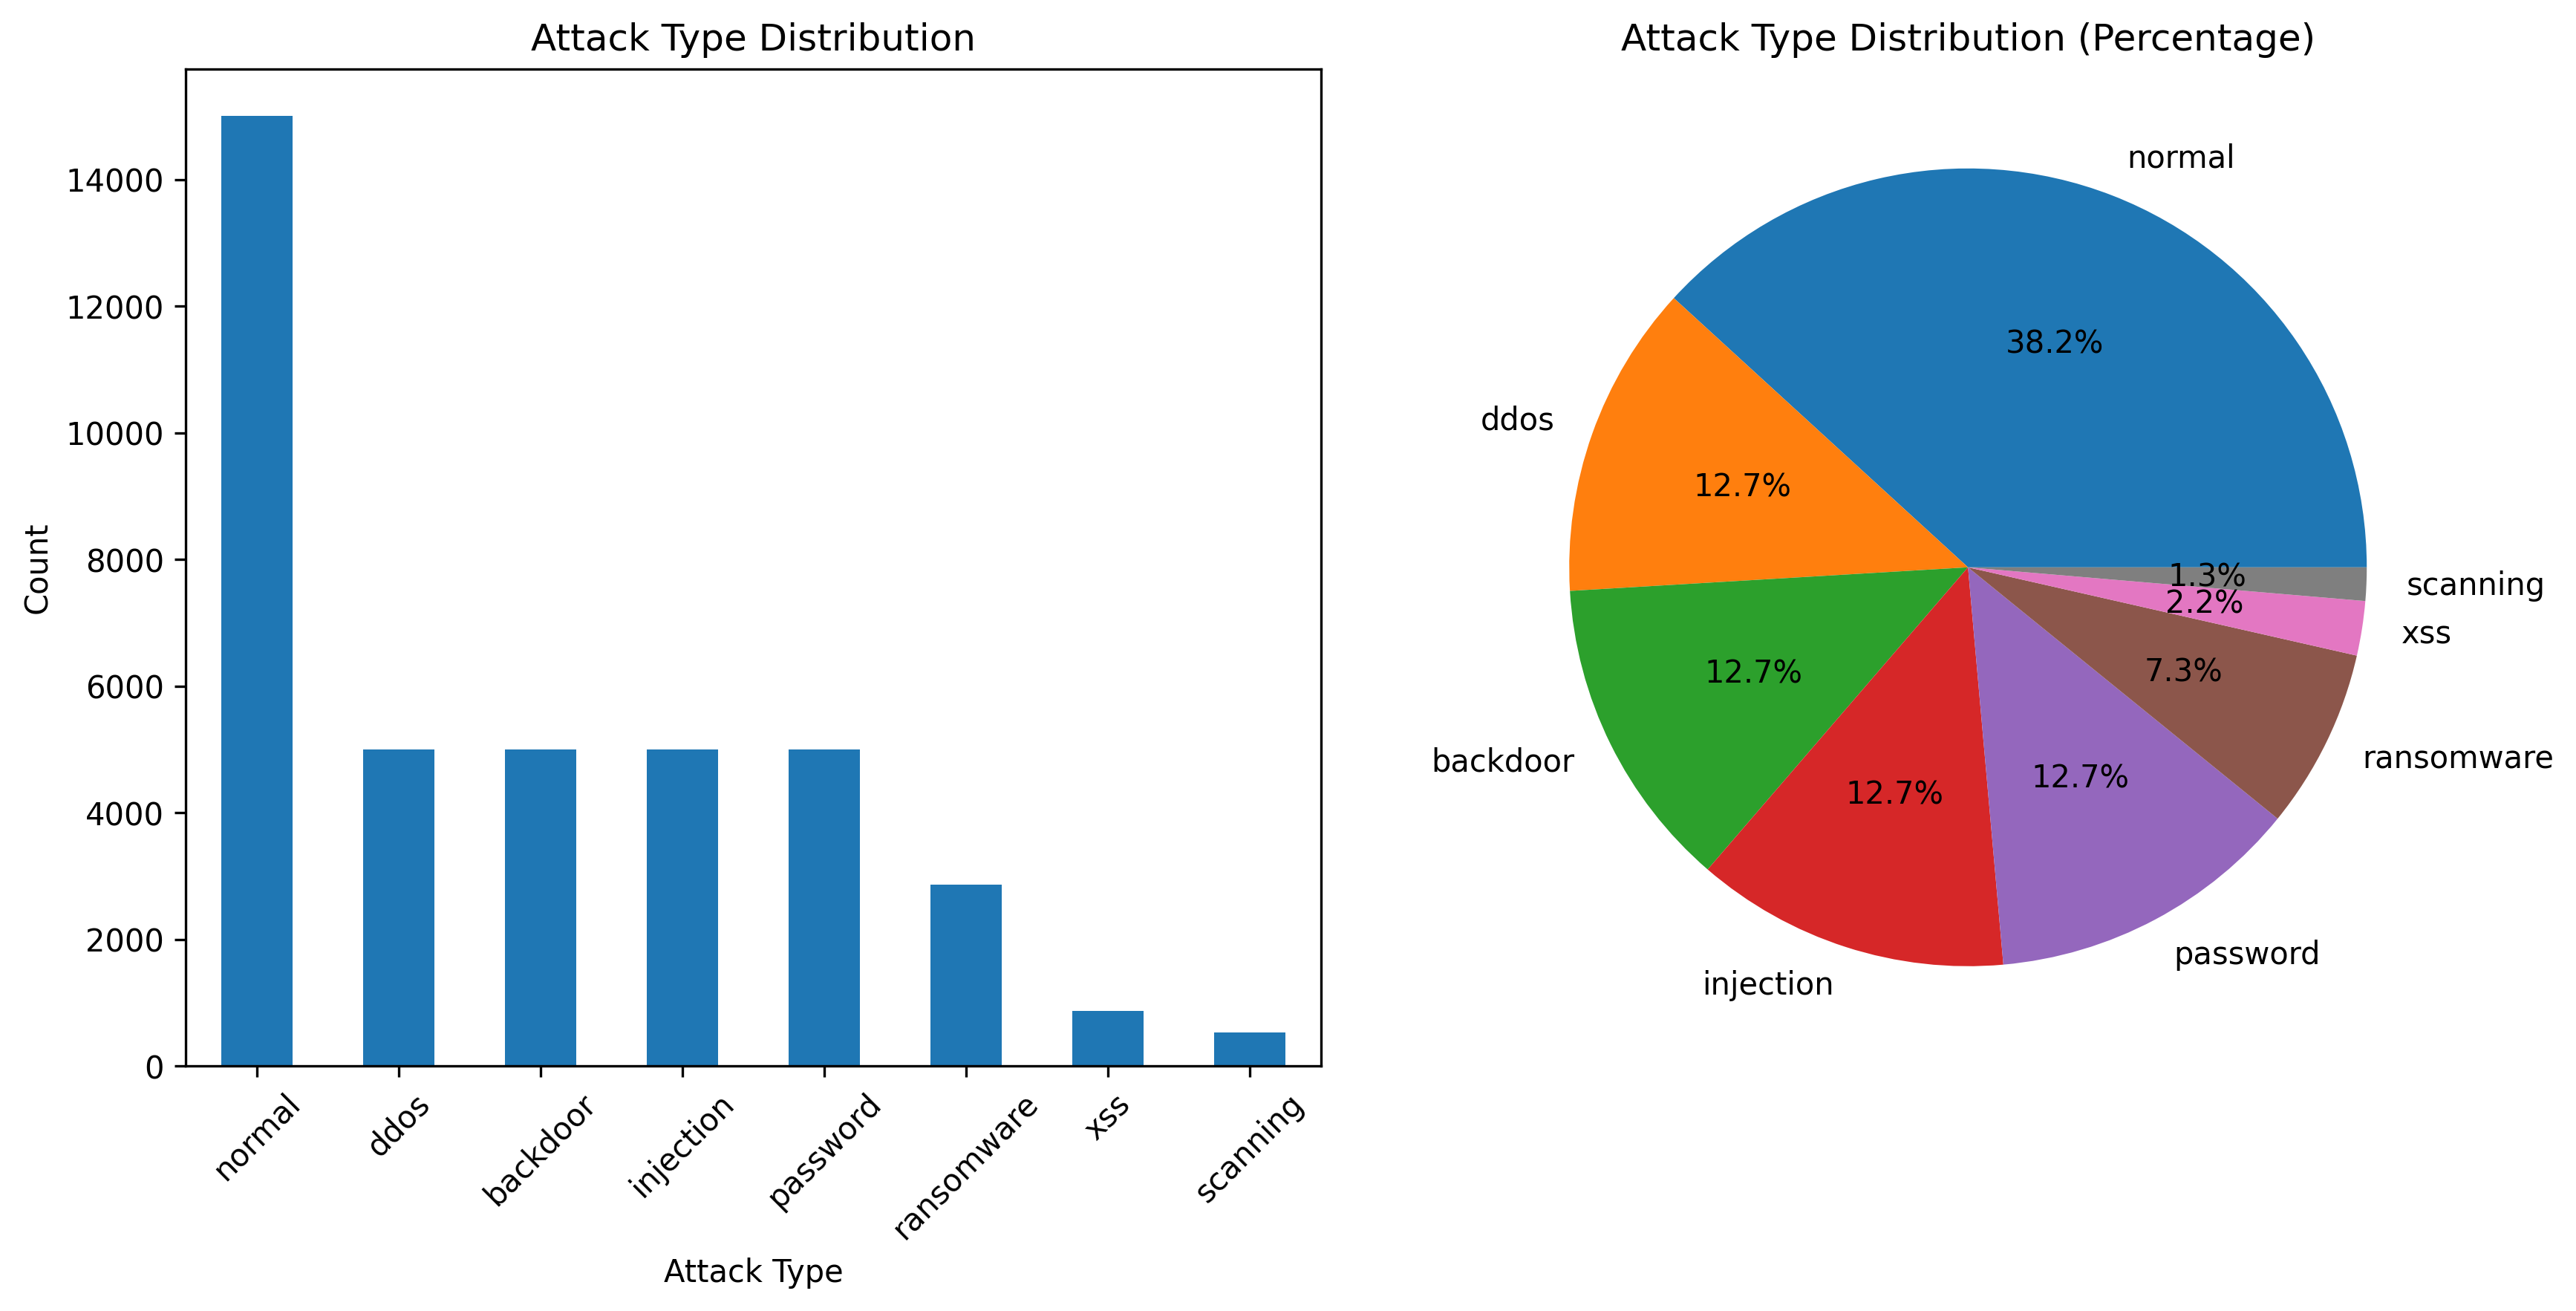 Attack Type Distribution
14000
12000
10000
8000
6000
4000
2000
0
Count
normal
ddos
backdoor
injection
password
ransomware
xss
scanning
Attack Type
Attack Type Distribution (Percentage)
normal
38.2%
ddos
12.7%
backdoor
12.7%
injection
12.7%
password
12.7%
ransomware
7.3%
xss
2.2%
scanning
1.3%